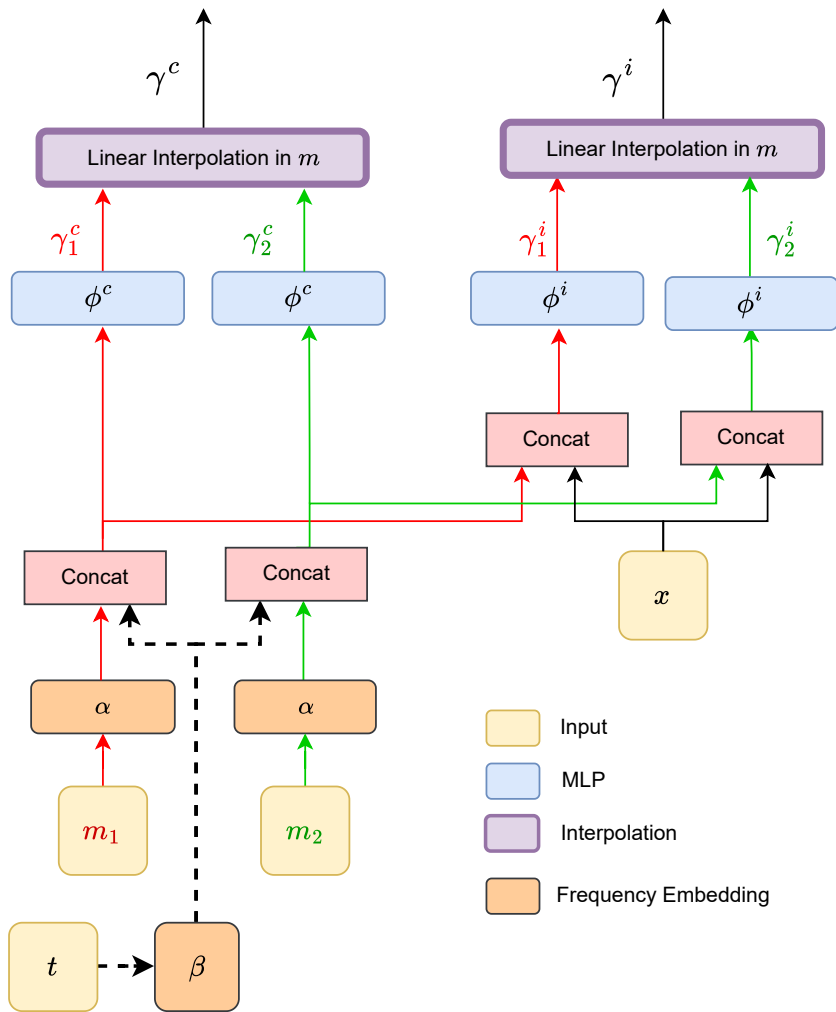 γ^c
γ^i
Linear Interpolation in m
Linear Interpolation in m
γ_1^c
γ_2^c
γ_1^i
γ_2^i
ϕ^c
ϕ^c
ϕ^i
ϕ^i
Concat
Concat
Concat
Concat
x
α
α
Input
MLP
m_1
m_2
Interpolation
Frequency Embedding
t
β